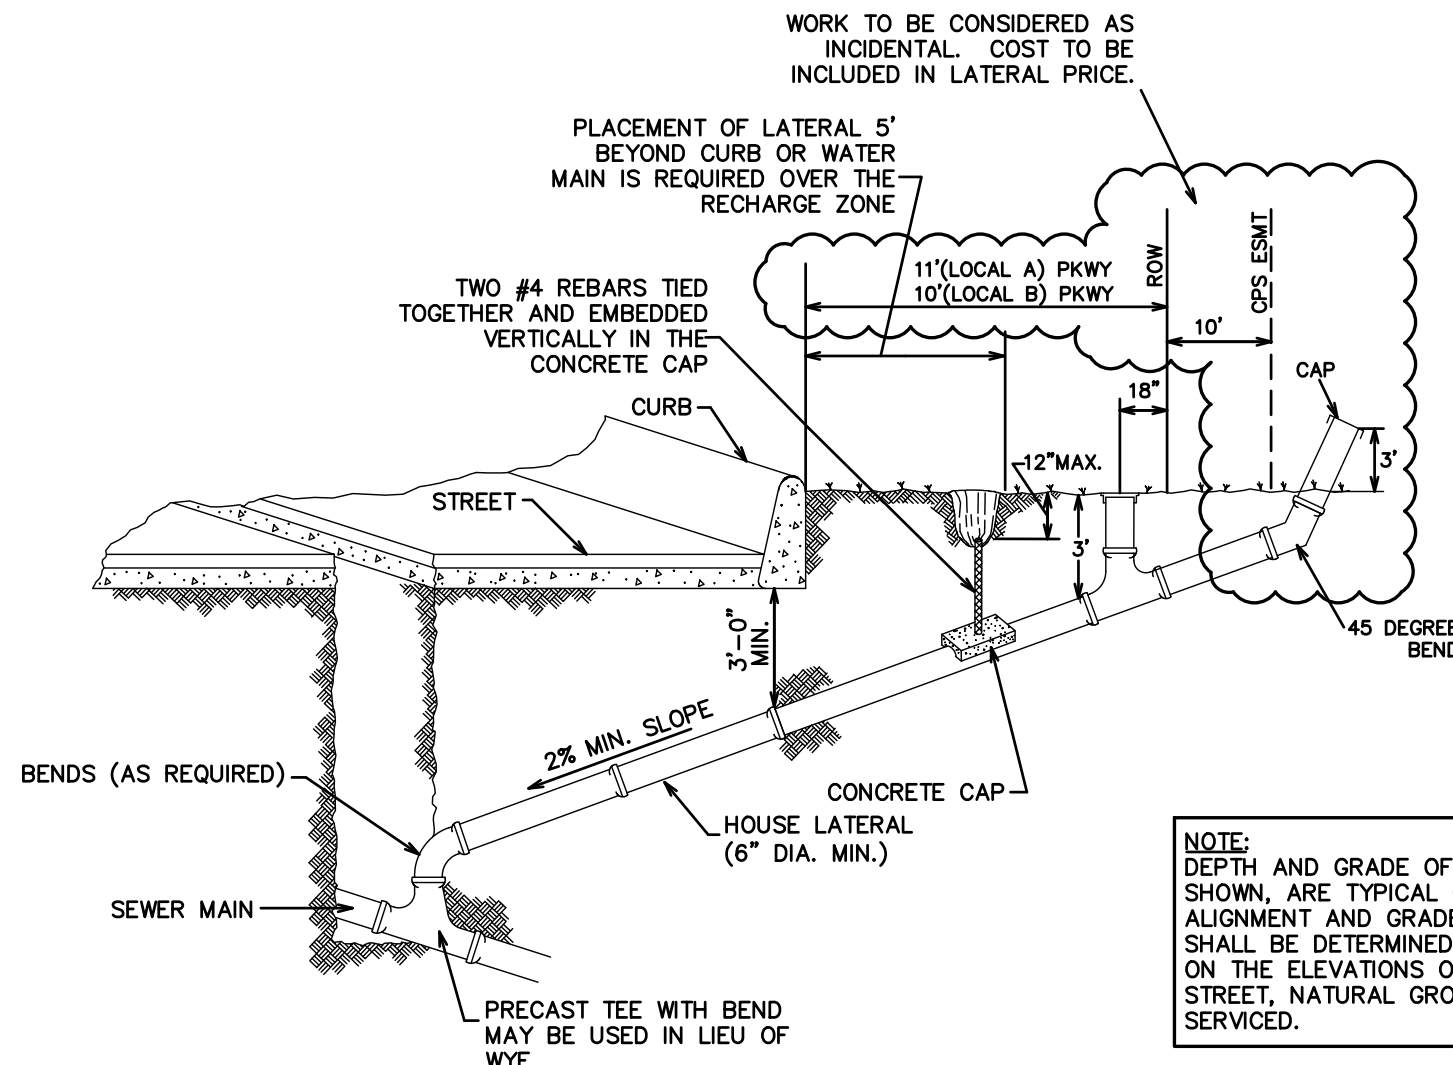 WORK TO BE CONSIDERED AS
INCIDENTAL. COST TO BE
INCLUDED IN LATERAL PRICE.
PLACEMENT OF LATERAL 5'
BEYOND CURB OR WATER
MAIN IS REQUIRED OVER THE
RECHARGE ZONE
TWO #4 REBARS TIED
TOGETHER AND EMBEDDED
VERTICALLY IN THE
CONCRETE CAP
11'(LOCAL A) PKWY
10'(LOCAL B) PKWY
ROW
CPS ESMT
10'
18"
CAP
3'
CURB
STREET
12"MAX.
3'
3'-0"
MIN.
45 DEGREE
BEND
2% MIN. SLOPE
BENDS (AS REQUIRED)
CONCRETE CAP
HOUSE LATERAL
(6" DIA. MIN.)
SEWER MAIN
PRECAST TEE WITH BEND
MAY BE USED IN LIEU OF
WYE
NOTE:
DEPTH AND GRADE OF
SHOWN, ARE TYPICAL
ALIGNMENT AND GRADE
SHALL BE DETERMINED
ON THE ELEVATIONS O
STREET, NATURAL GRO
SERVICED.